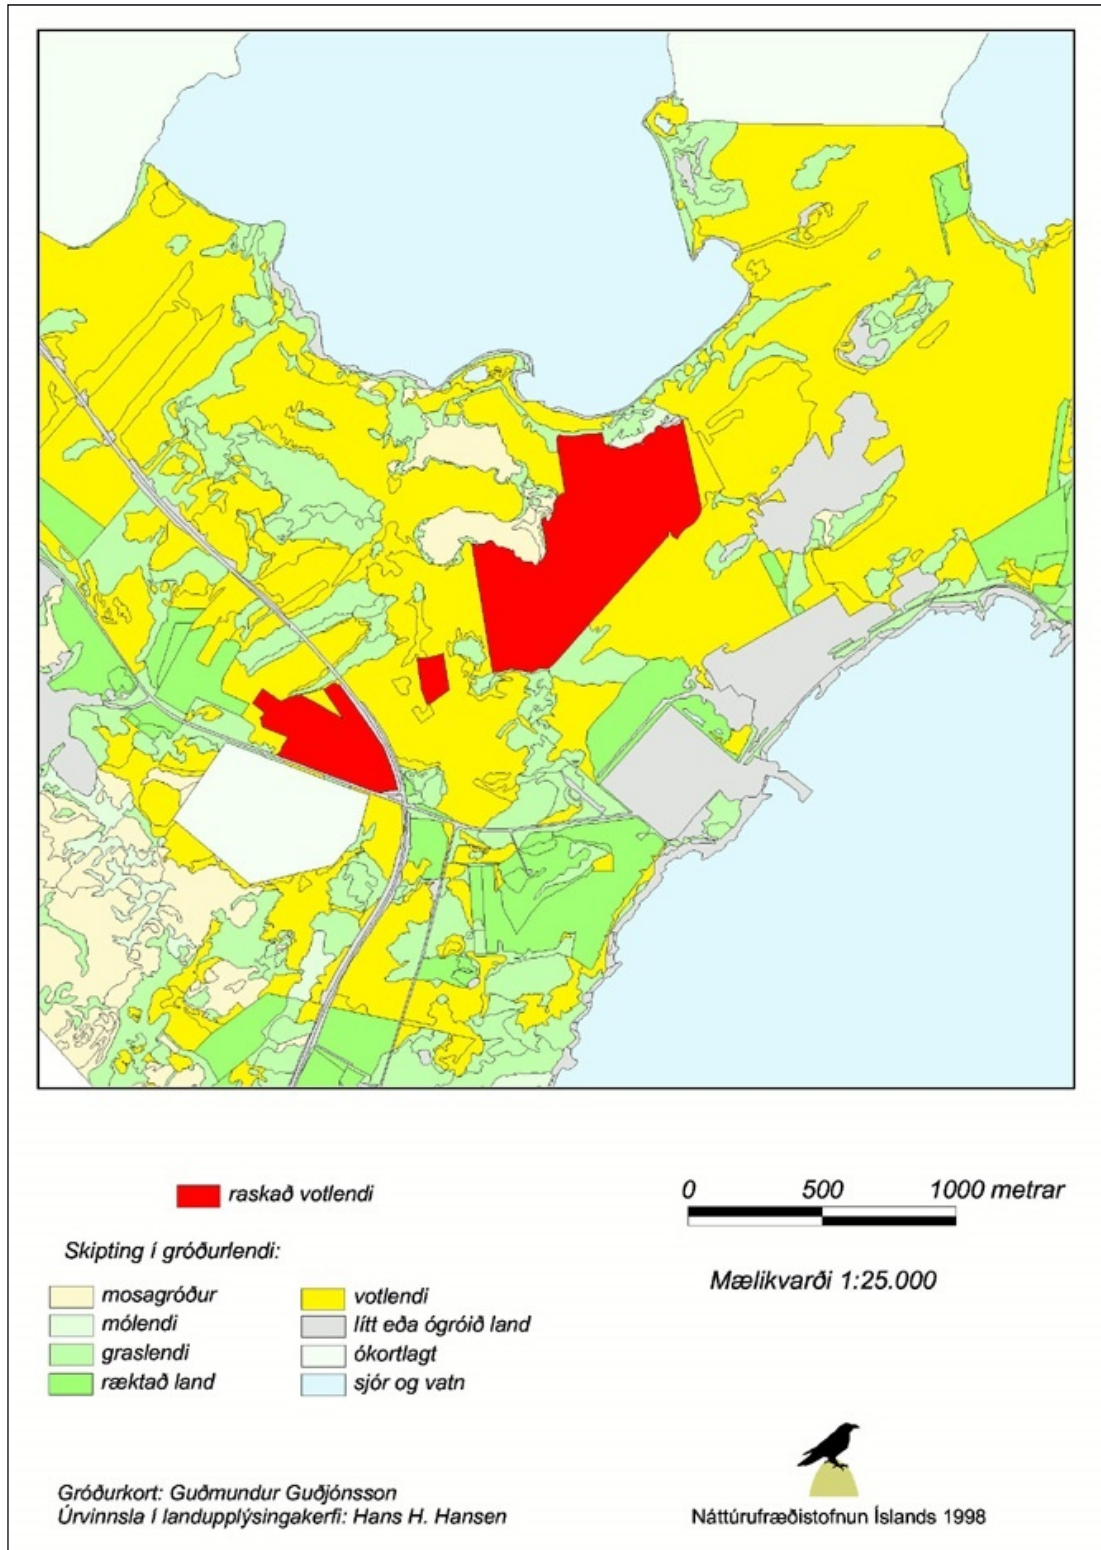 raskað votlendi
0 500 1000 metrar
Skipting í gróðurlendi:
Mælikvarði 1:25.000
mosagróður
mólendi
graslendi
ræktað land
votlendi
lítt eða ógróið land
ókortlagt
sjór og vatn
Gróðurkort: Guðmundur Guðjónsson
Úrvinnsla í landupplýsingakerfi: Hans H. Hansen
Náttúrufræðistofnun Íslands 1998